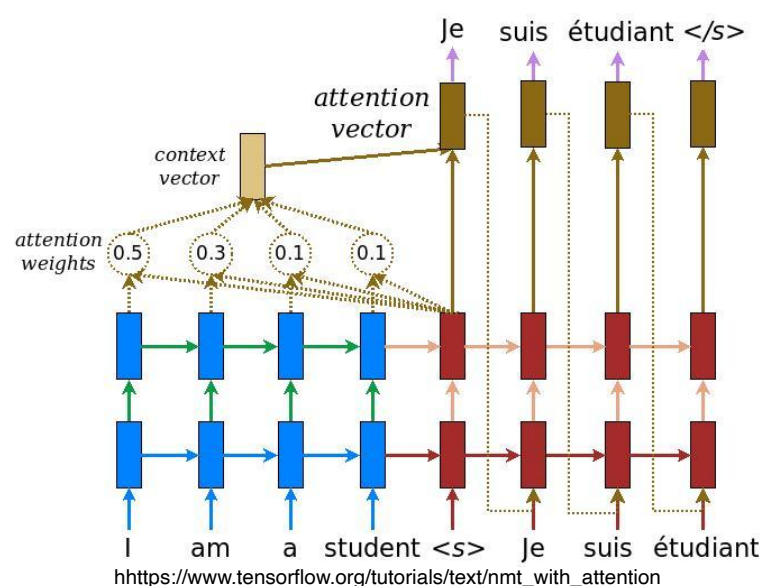 Je suis étudiant </s>
attention
vector
context
vector
attention
weights
0.5 0.3 0.1 0.1
I am a student <s> Je suis étudiant
hhttps://www.tensorflow.org/tutorials/text/nmt_with_attention